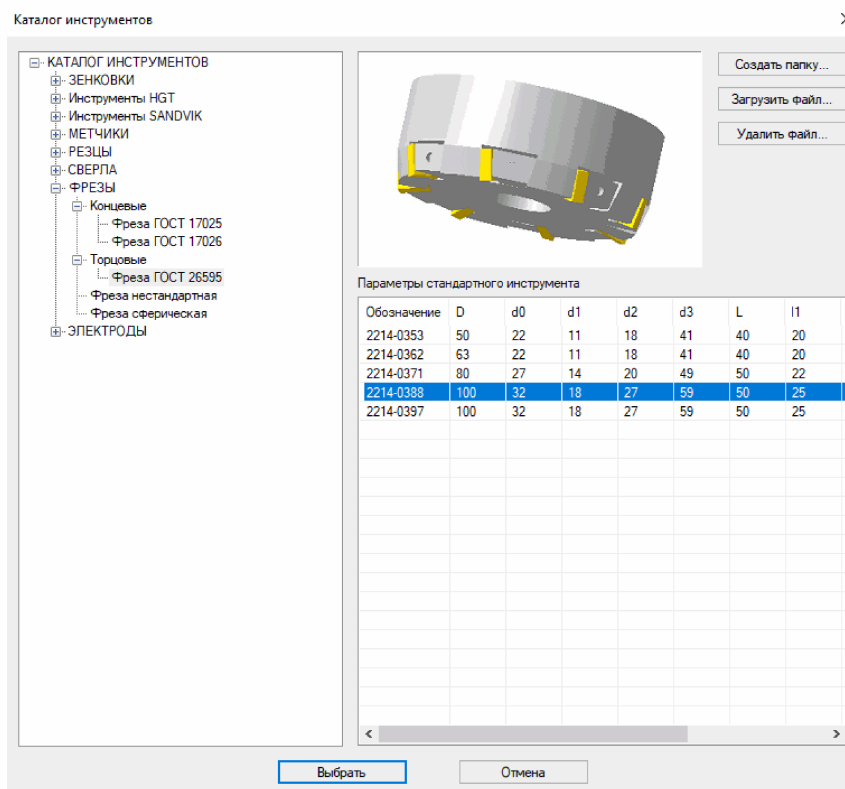 Каталог инструментов
КАТАЛОГ ИНСТРУМЕНТОВ
ЗЕНКОВКИ
Инструменты HGT
Инструменты SANDVIK
МЕТЧИКИ
РЕЗЦЫ
СВЕРЛА
ФРЕЗЫ
Концевые
Фреза ГОСТ 17025
Фреза ГОСТ 17026
Торцовые
Фреза ГОСТ 26595
Фреза нестандартная
Фреза сферическая
ЭЛЕКТРОДЫ
Создать папку...
Загрузить файл...
Удалить файл...
Параметры стандартного инструмента
Обозначение D d0 d1 d2 d3 L l1
2214-0353 50 22 11 18 41 40 20
2214-0362 63 22 11 18 41 40 20
2214-0371 80 27 14 20 49 50 22
2214-0388 100 32 18 27 59 50 25
2214-0397 100 32 18 27 59 50 25
Выбрать Отмена